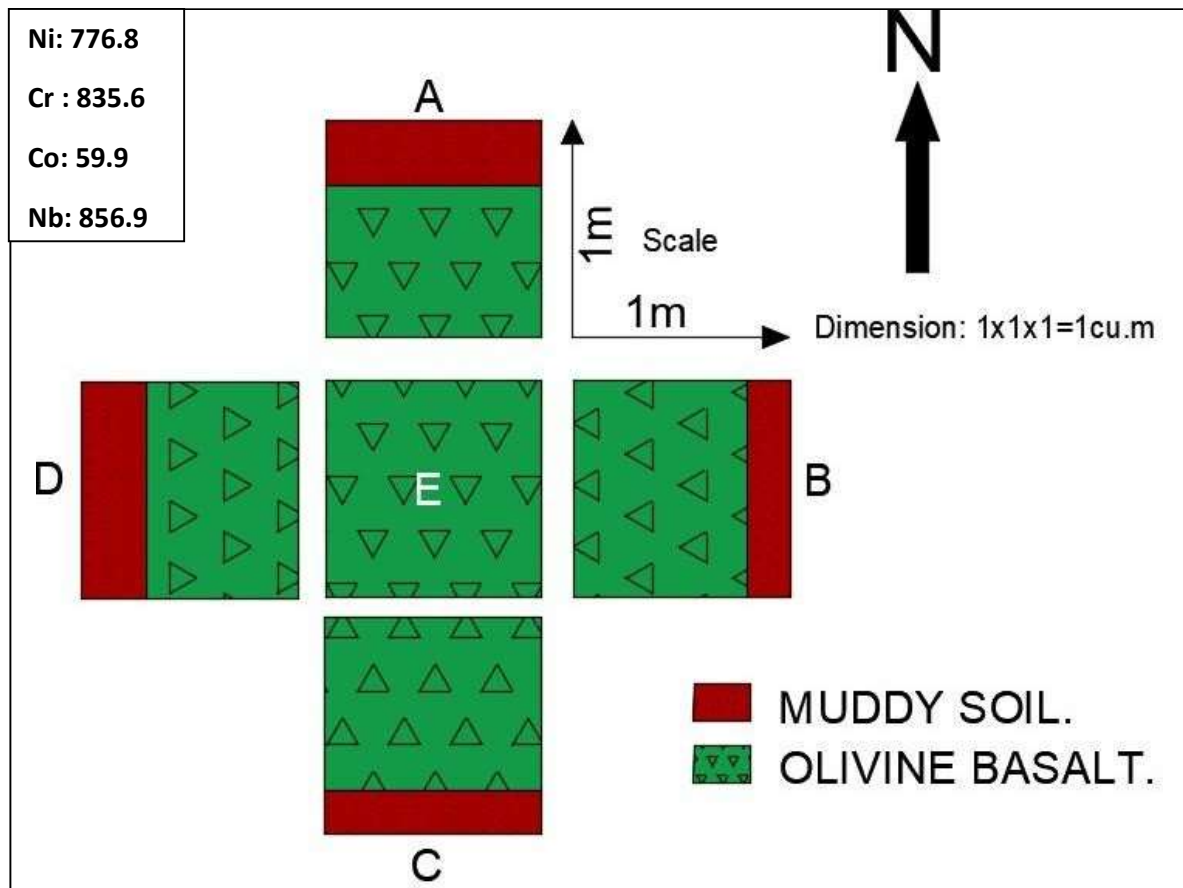 Ni: 776.8
Cr : 835.6
Co: 59.9
Nb: 856.9
N
A
1m
Scale
1m
Dimension: 1x1x1=1cu.m
D
E
B
MUDDY SOIL.
OLIVINE BASALT.
C